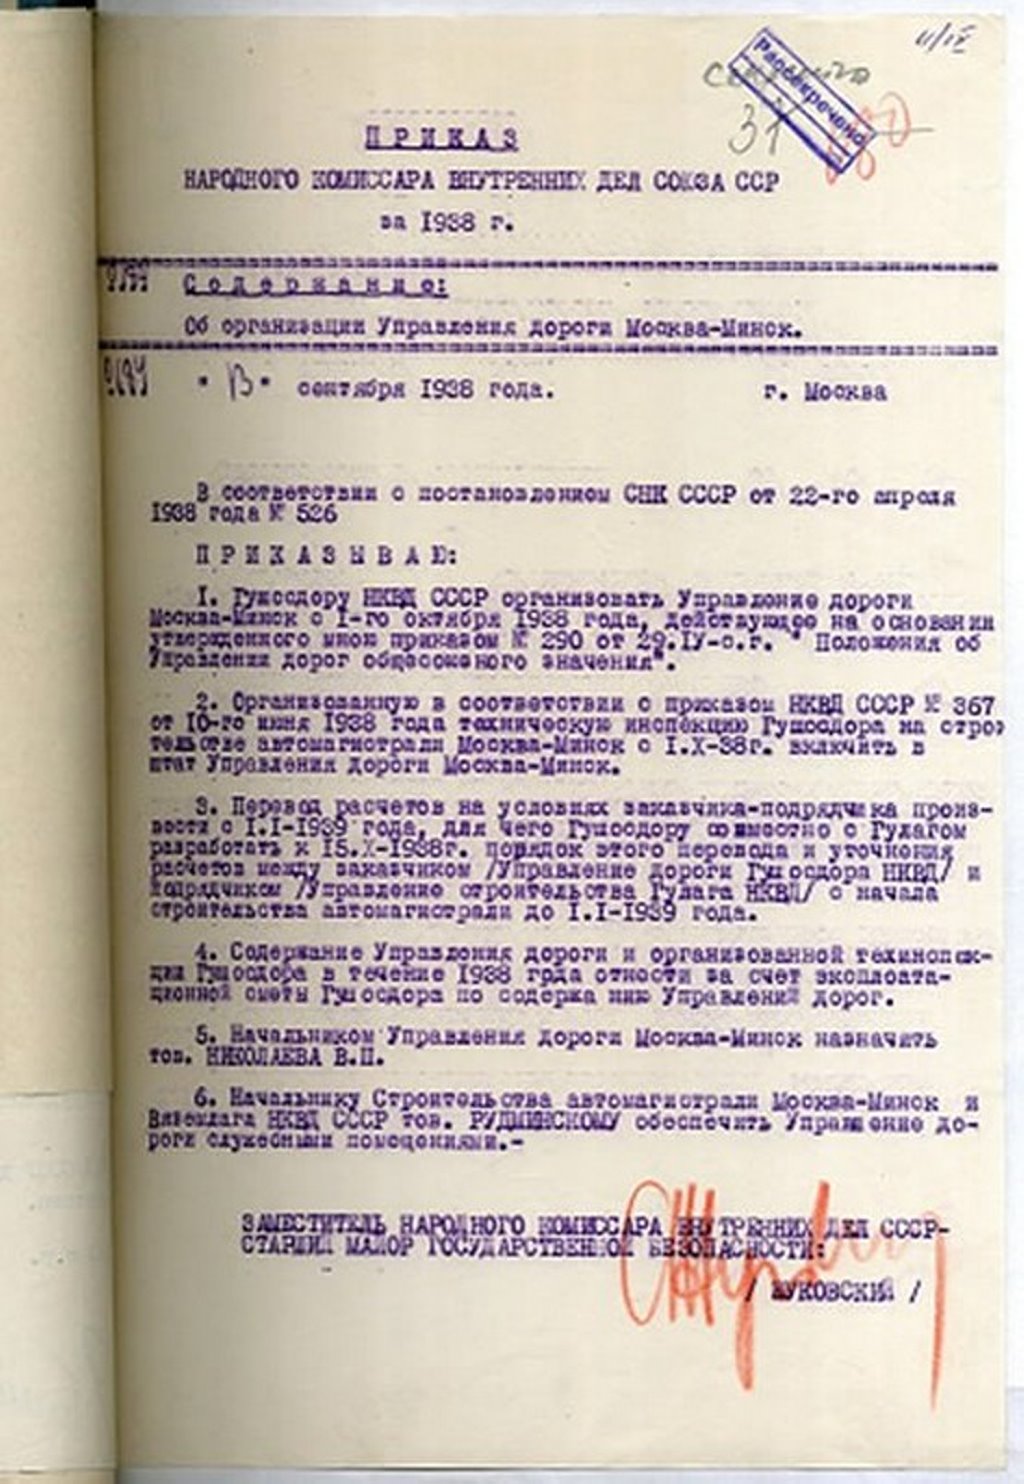 11/IX
Рассекречено
31
ПРИКАЗ
НАРОДНОГО КОМИССАРА ВНУТРЕННИХ ДЕЛ СОЮЗА ССР
за 1938 г.
Содержание:
Об организации Управления дороги Москва-Минск.
" 13" сентября 1938 года. г. Москва
В соответствии с постановлением СНК СССР от 22-го апреля
1938 года № 526
ПРИКАЗЫВАЮ:
1. Гушосдору НКВД СССР организовать Управление дороги
Москва-Минск с 1-го октября 1938 года, действующее на основании
утвержденного мною приказом № 290 от 29.IУ-с.г. " Положения об
Управлении дорог общесоюзного значения".
2. Организованную в соответствии с приказом НКВД СССР № 367
от 10-го июня 1938 года техническую инспекцию Гушосдора на строи
тельстве автомагистрали Москва-Минск с 1.X-38г. включить в
штат Управления дороги Москва-Минск.
3. Перевод расчетов на условиях заказчика-подрядчика произ-
вести с 1.I-1939 года, для чего Гушосдору совместно с Гулагом
разработать к 15.X-1938г. порядок этого перевода и уточнения
расчетов между заказчиком /Управление дороги Гушосдора НКВД/ и
подрядчиком /Управление строительства Гулага НКВД/ с начала
строительства автомагистрали до 1.I-1939 года.
4. Содержание Управления дороги и организованной техинспек-
ции Гушосдора в течение 1938 года отнести за счет эксплоата-
ционной сметы Гушосдора по содержа нию Управлений дорог.
5. Начальником Управления дороги Москва-Минск назначить
тов. НИКОЛАЕВА В.П.
6. Начальнику Строительства автомагистрали Москва-Минск и
Вяземлага НКВД СССР тов. РУДМИНСКОМУ обеспечить Управление до-
роги служебными помещениями.-
ЗАМЕСТИТЕЛЬ НАРОДНОГО КОМИССАРА ВНУТРЕННИХ ДЕЛ СССР-
СТАРШИЙ МАЙОР ГОСУДАРСТВЕННОЙ БЕЗОПАСНОСТИ:
/ ЖУКОВСКИЙ /